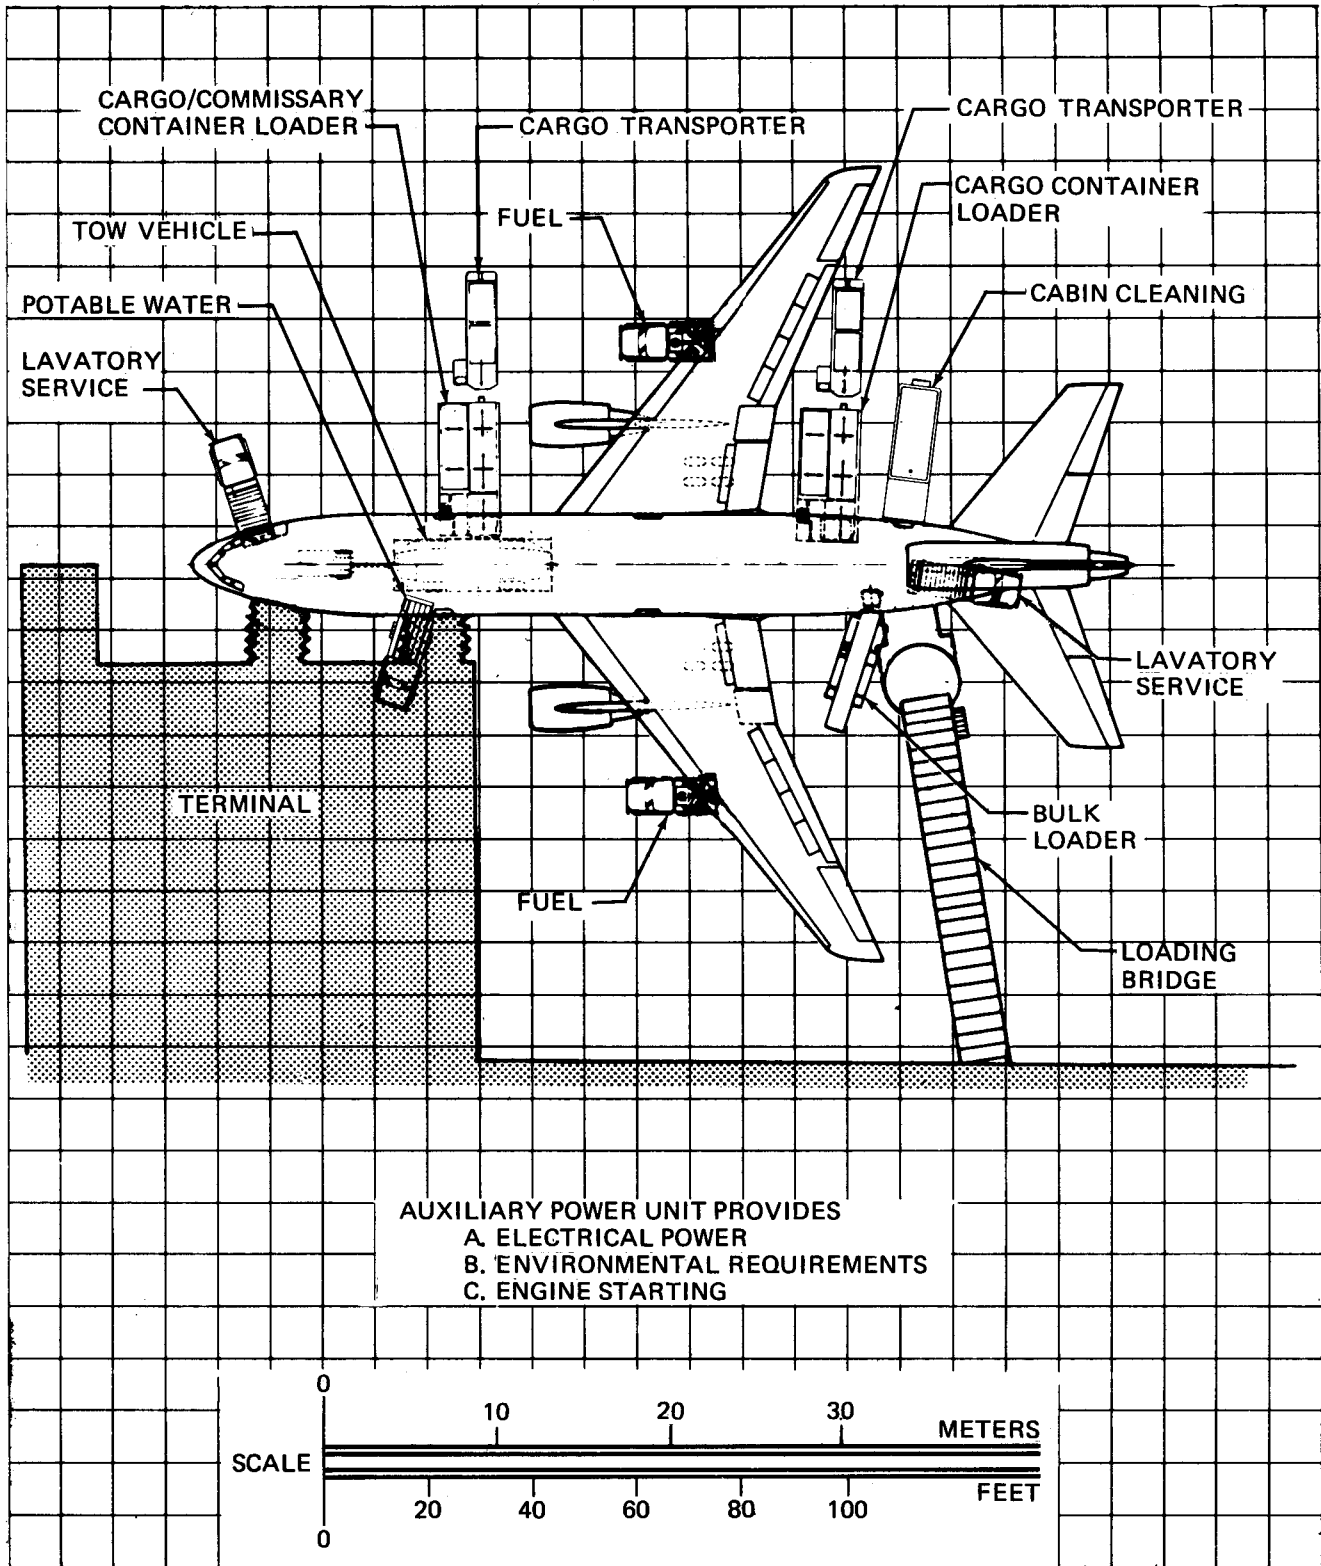 CARGO/COMMISSARY
CONTAINER LOADER
CARGO TRANSPORTER
CARGO TRANSPORTER
CARGO CONTAINER
LOADER
FUEL
TOW VEHICLE
POTABLE WATER
CABIN CLEANING
LAVATORY
SERVICE
LAVATORY
SERVICE
TERMINAL
BULK
LOADER
FUEL
LOADING
BRIDGE
AUXILIARY POWER UNIT PROVIDES
A. ELECTRICAL POWER
B. ENVIRONMENTAL REQUIREMENTS
C. ENGINE STARTING
0
10 20 30 METERS
SCALE
20 40 60 80 100 FEET
0